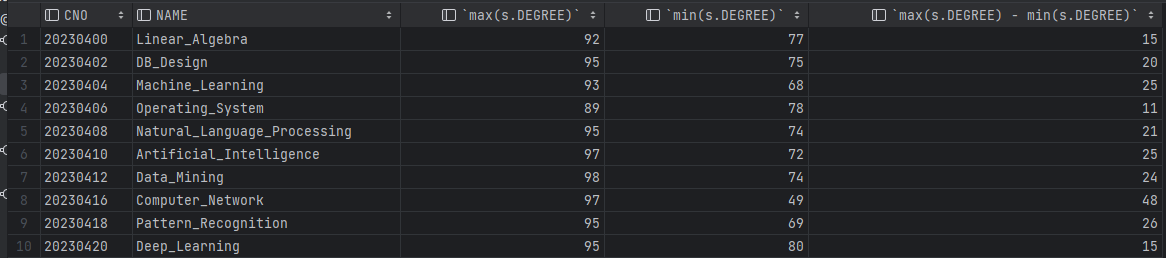 CNO NAME `max(s.DEGREE)` `min(s.DEGREE)` `max(s.DEGREE) - min(s.DEGREE)`
1 20230400 Linear_Algebra 92 77 15
2 20230402 DB_Design 95 75 20
3 20230404 Machine_Learning 93 68 25
4 20230406 Operating_System 89 78 11
5 20230408 Natural_Language_Processing 95 74 21
6 20230410 Artificial_Intelligence 97 72 25
7 20230412 Data_Mining 98 74 24
8 20230416 Computer_Network 97 49 48
9 20230418 Pattern_Recognition 95 69 26
10 20230420 Deep_Learning 95 80 15